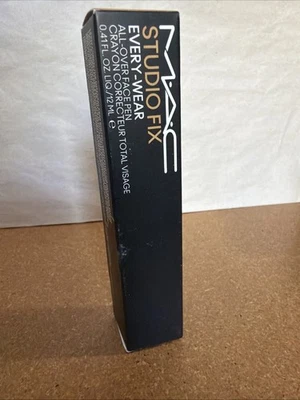 MAC
STUDIO FIX
EVERY-WEAR
ALL-OVER FACE PEN
CRAYON CORRECTEUR TOTAL VISAGE
0.41 FL.OZ. LIQ./12 ML ℮